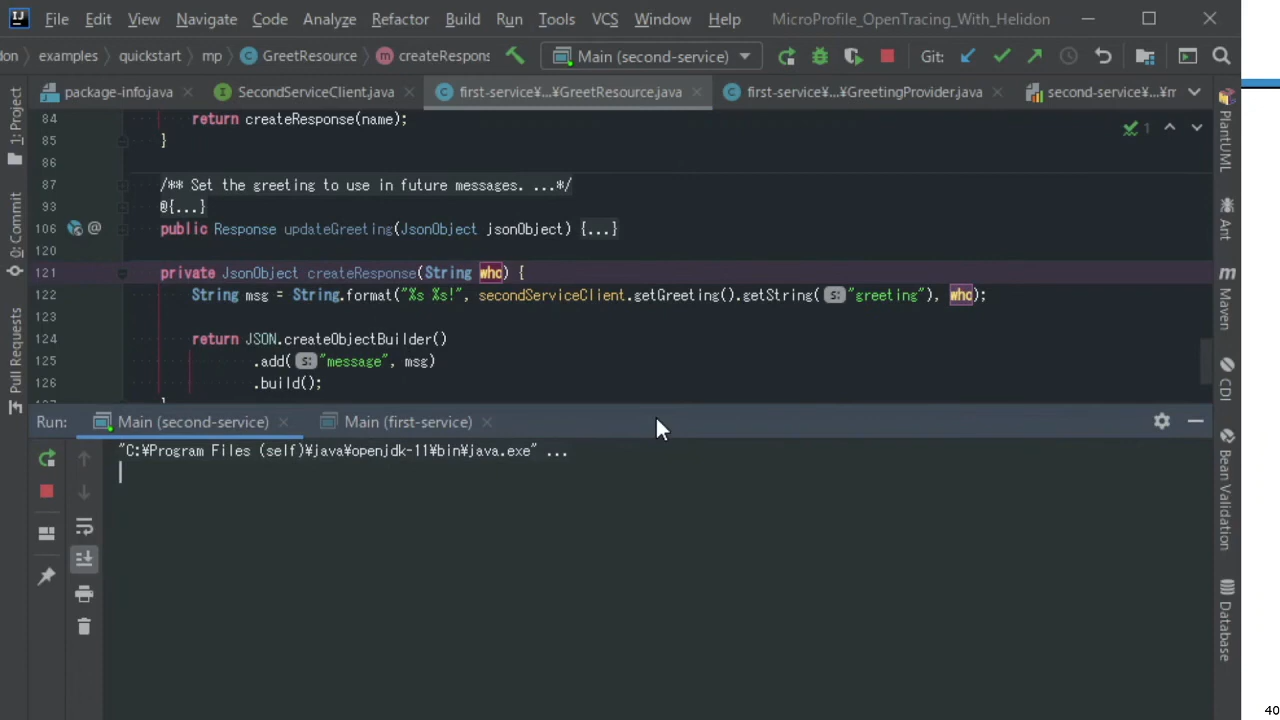 File Edit View Navigate Code Analyze Refactor Build Run Tools VCS Window Help MicroProfile_OpenTracing_With_Helidon
don examples quickstart mp C GreetResource m createRespons Main (second-service) Git:
package-info.java I SecondServiceClient.java C first-service¥...¥GreetResource.java C first-service¥...¥GreetingProvider.java second-service¥...¥m
84 return createResponse(name);
85 }
86
87 /** Set the greeting to use in future messages. ...*/
93 @{...}
106 @ public Response updateGreeting(JsonObject jsonObject) {...}
120
121 private JsonObject createResponse(String who) {
122 String msg = String.format("%s %s!", secondServiceClient.getGreeting().getString( s: "greeting"), who);
123
124 return JSON.createObjectBuilder()
125 .add( s: "message", msg)
126 .build();
127 }
1
Run: Main (second-service) Main (first-service)
"C:¥Program Files (self)¥java¥openjdk-11¥bin¥java.exe" ...
1: Project
0: Commit
Pull Requests
PlantUML
Ant
m Maven
CDI
Bean Validation
Database
40